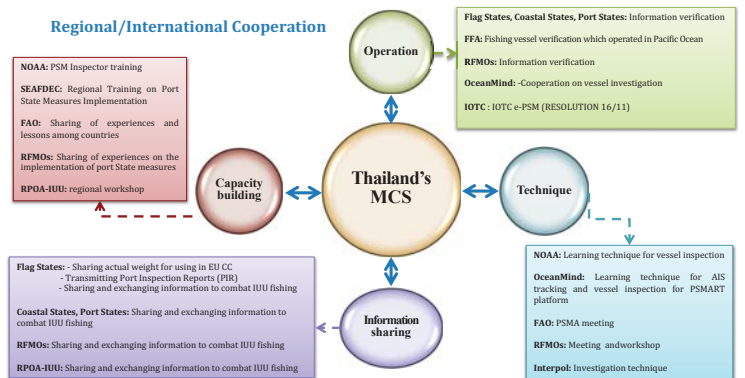 Regional/International Cooperation
Operation
Flag States, Coastal States, Port States: Information verification
FFA: Fishing vessel verification which operated in Pacific Ocean
RFMOs: Information verification
OceanMind: -Cooperation on vessel investigation
IOTC : IOTC e-PSM (RESOLUTION 16/11)
NOAA: PSM Inspector training
SEAFDEC: Regional Training on Port
State Measures Implementation
FAO: Sharing of experiences and
lessons among countries
RFMOs: Sharing of experiences on the
implementation of port State measures
RPOA-IUU: regional workshop
Capacity
building
Thailand's
MCS
Technique
NOAA: Learning technique for vessel inspection
OceanMind: Learning technique for AIS
tracking and vessel inspection for PSMART
platform
FAO: PSMA meeting
RFMOs: Meeting andworkshop
Interpol: Investigation technique
Flag States: - Sharing actual weight for using in EU CC
- Transmitting Port Inspection Reports (PIR)
- Sharing and exchanging information to combat IUU fishing
Coastal States, Port States: Sharing and exchanging information to
combat IUU fishing
RFMOs: Sharing and exchanging information to combat IUU fishing
RPOA-IUU: Sharing and exchanging information to combat IUU fishing
Information
sharing